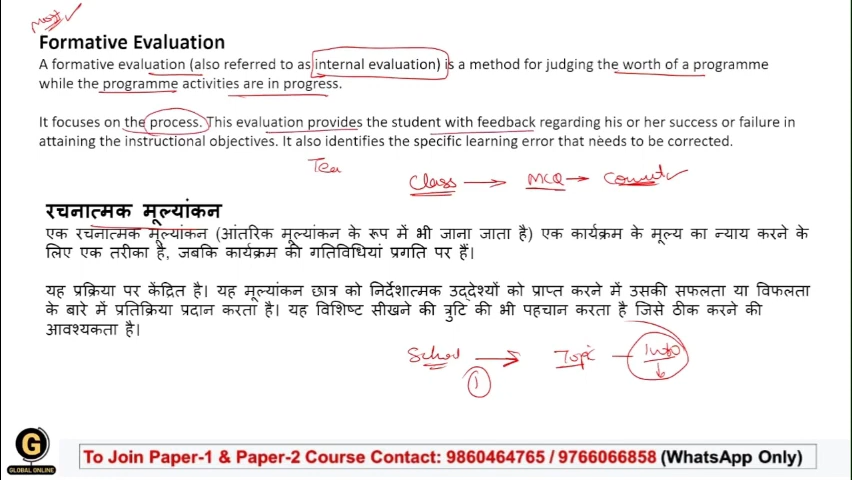 Most
Formative Evaluation
A formative evaluation (also referred to as internal evaluation) is a method for judging the worth of a programme
while the programme activities are in progress.
It focuses on the process. This evaluation provides the student with feedback regarding his or her success or failure in
attaining the instructional objectives. It also identifies the specific learning error that needs to be corrected.
Tea
Class MCQ
रचनात्मक मूल्यांकन
एक रचनात्मक मूल्यांकन (आंतरिक मूल्यांकन के रूप में भी जाना जाता है) एक कार्यक्रम के मूल्य का न्याय करने के
लिए एक तरीका है, जबकि कार्यक्रम की गतिविधियां प्रगति पर हैं।
यह प्रक्रिया पर केंद्रित है। यह मूल्यांकन छात्र को निर्देशात्मक उद्देश्यों को प्राप्त करने में उसकी सफलता या विफलता
के बारे में प्रतिक्रिया प्रदान करता है। यह विशिष्ट सीखने की त्रुटि की भी पहचान करता है जिसे ठीक करने की
आवश्यकता है।
Topic Info
1
G
GLOBAL ONLINE
To Join Paper-1 & Paper-2 Course Contact: 9860464765 / 9766066858 (WhatsApp Only)